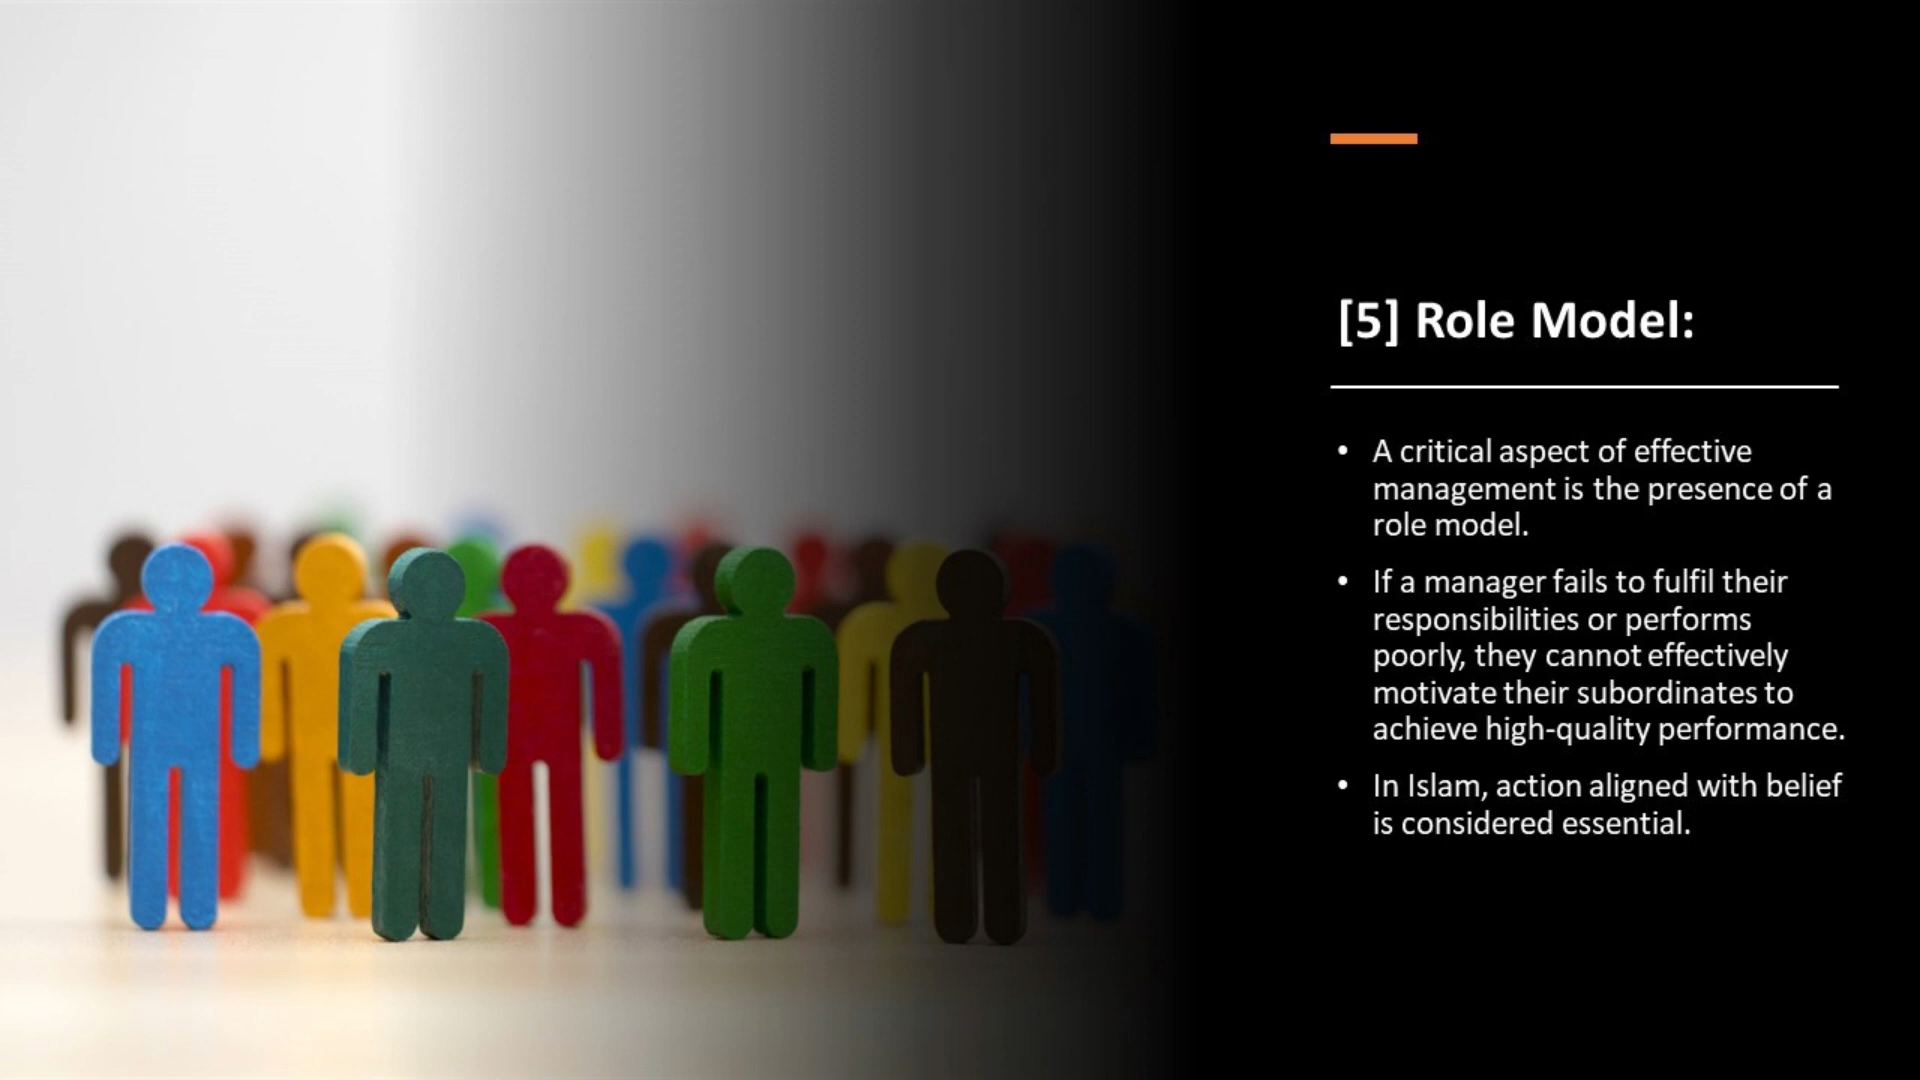 [5] Role Model:
• A critical aspect of effective
management is the presence of a
role model.
• If a manager fails to fulfil their
responsibilities or performs
poorly, they cannot effectively
motivate their subordinates to
achieve high-quality performance.
• In Islam, action aligned with belief
is considered essential.